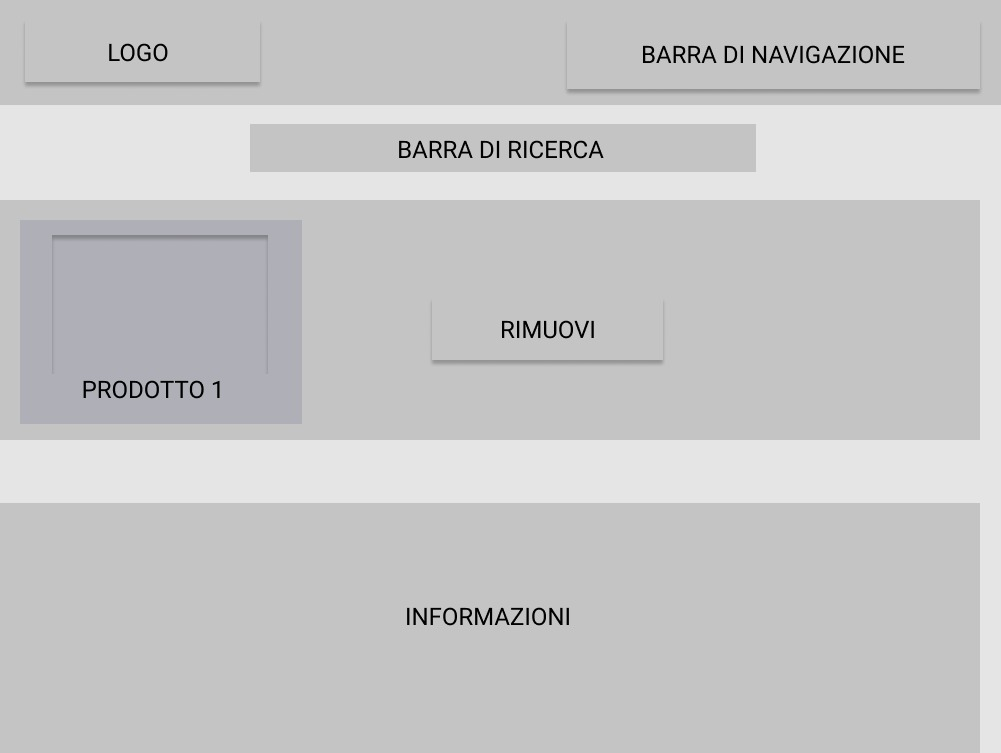 LOGO
BARRA DI NAVIGAZIONE
BARRA DI RICERCA
RIMUOVI
PRODOTTO 1
INFORMAZIONI